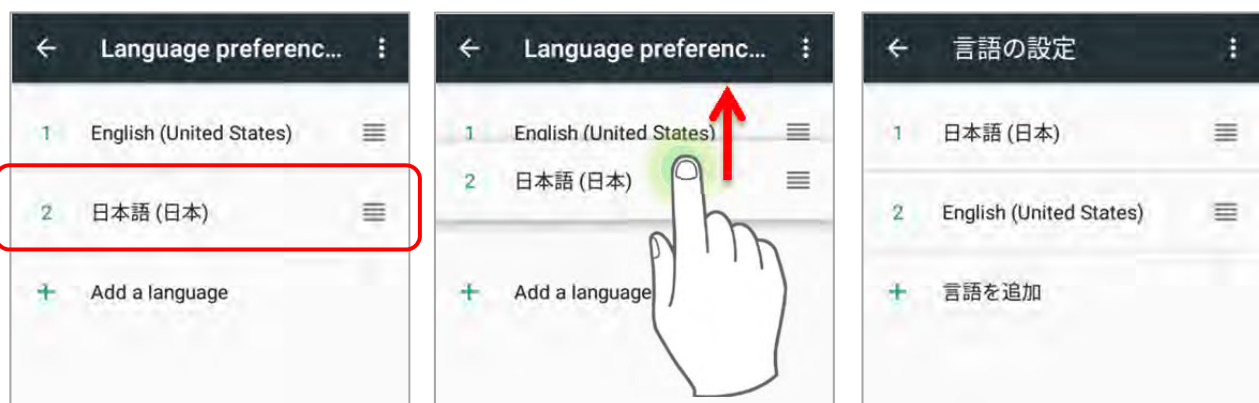 Language preferenc...
1 English (United States)
2 日本語 (日本)
+ Add a language
Language preferenc...
1 English (United States)
2 日本語 (日本)
+ Add a language
言語の設定
1 日本語 (日本)
2 English (United States)
+ 言語を追加